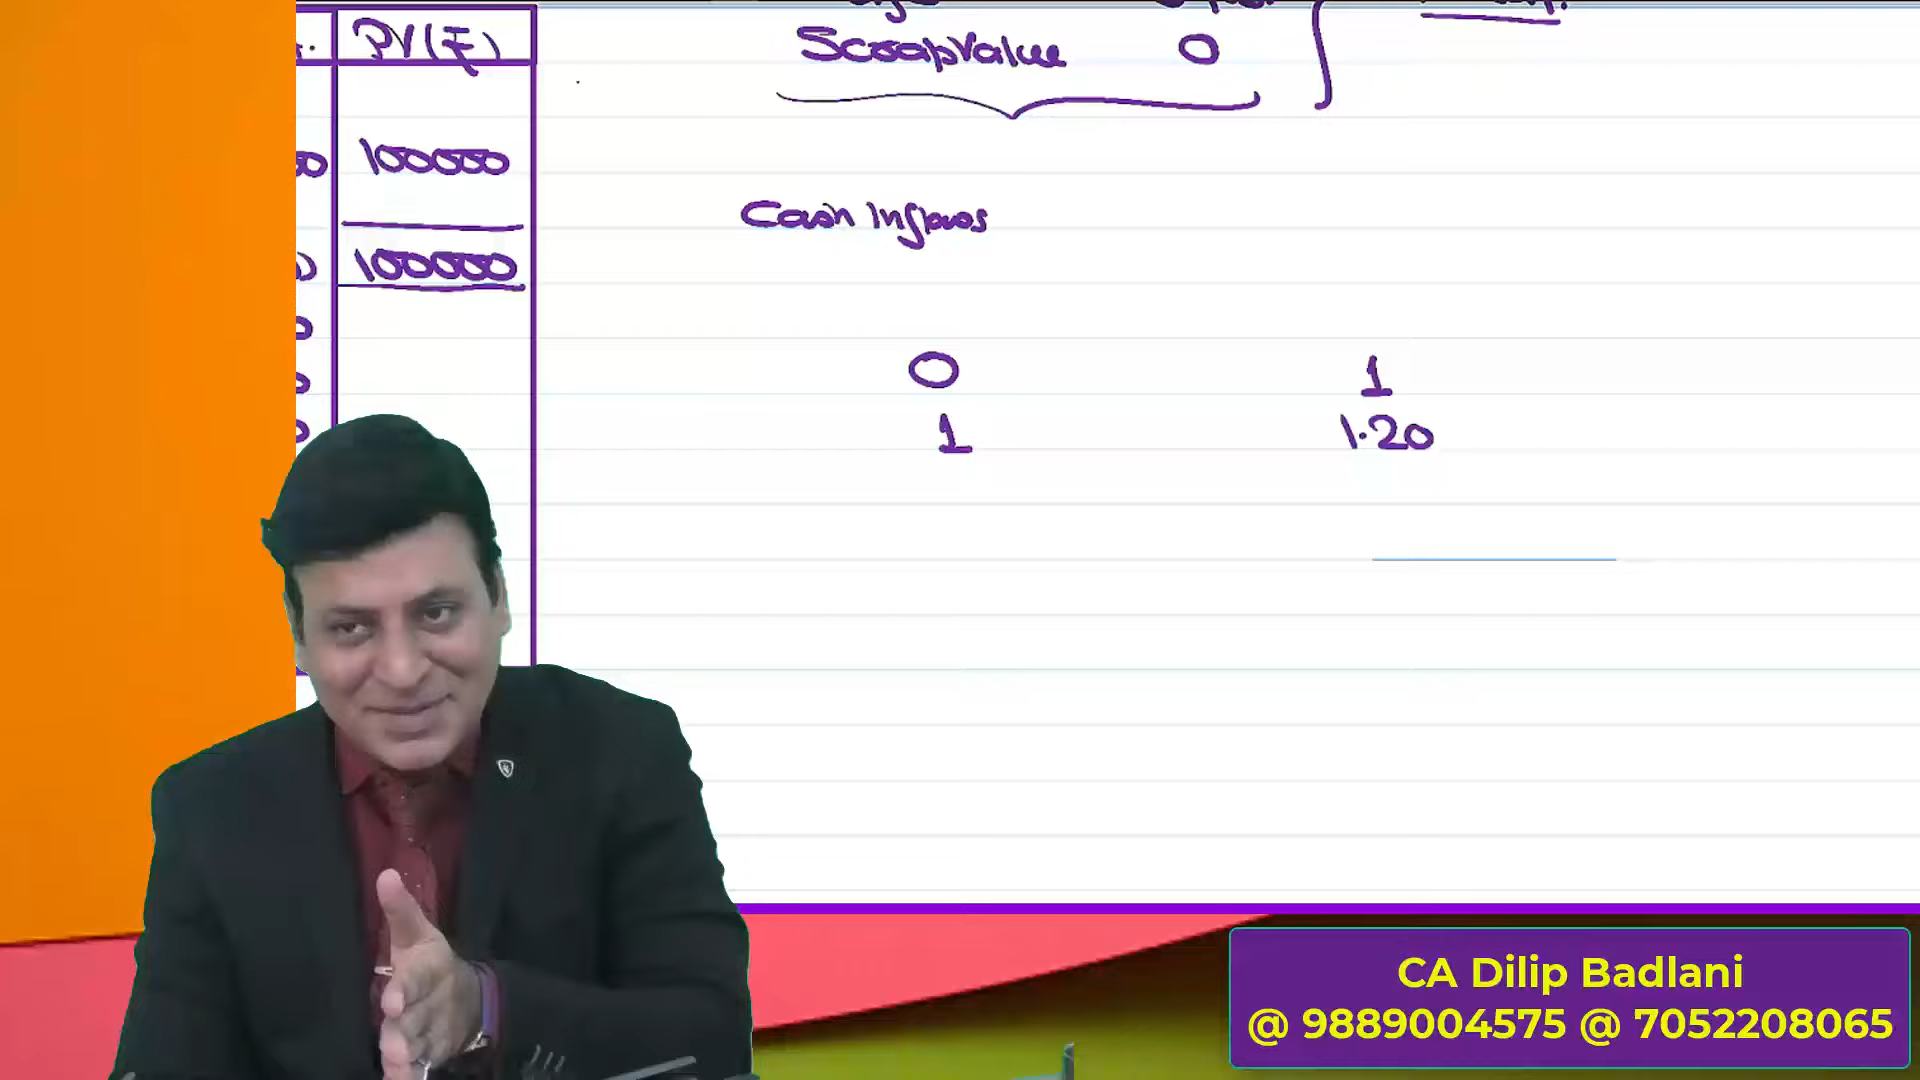 PV(₹)
Scrap Value 0
100000
Cash Inflows
100000
0 1
1 1.20
CA Dilip Badlani
@ 9889004575 @ 7052208065